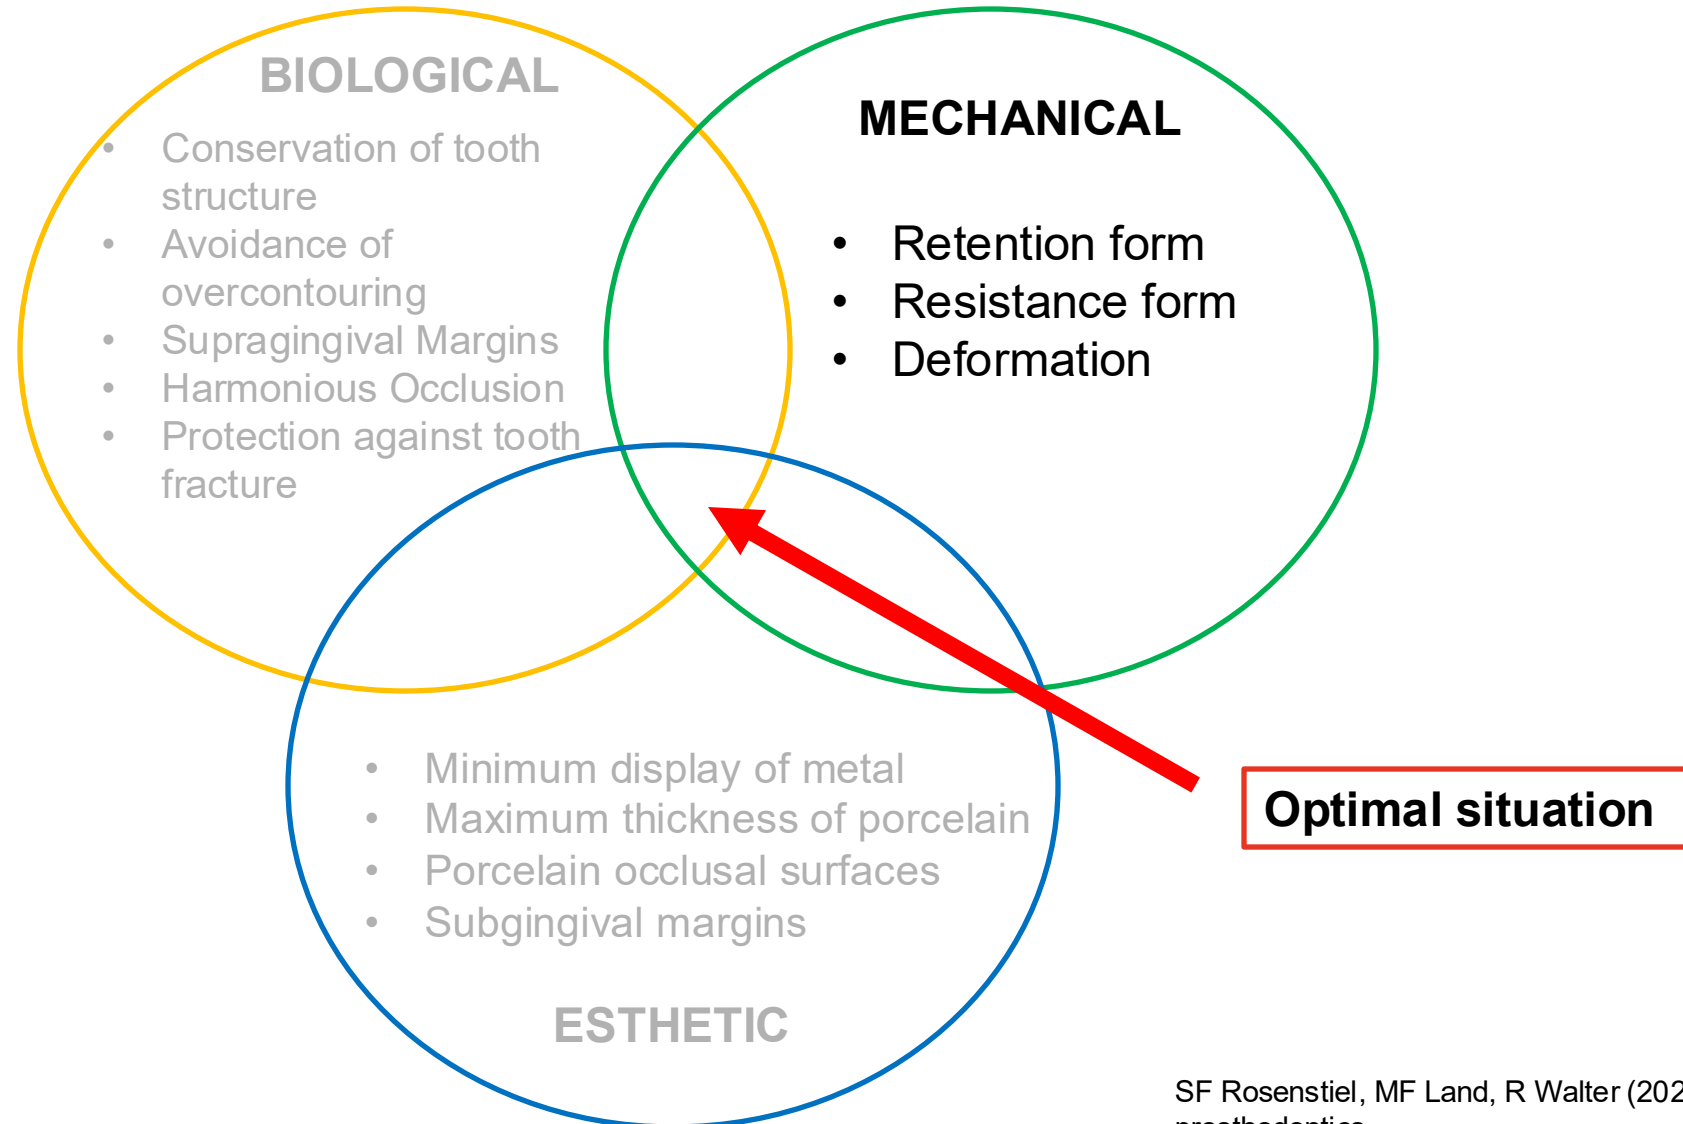 BIOLOGICAL
• Conservation of tooth
structure
• Avoidance of
overcontouring
• Supragingival Margins
• Harmonious Occlusion
• Protection against tooth
fracture
MECHANICAL
• Retention form
• Resistance form
• Deformation
• Minimum display of metal
• Maximum thickness of porcelain
• Porcelain occlusal surfaces
• Subgingival margins
ESTHETIC
Optimal situation
SF Rosenstiel, MF Land, R Walter (202